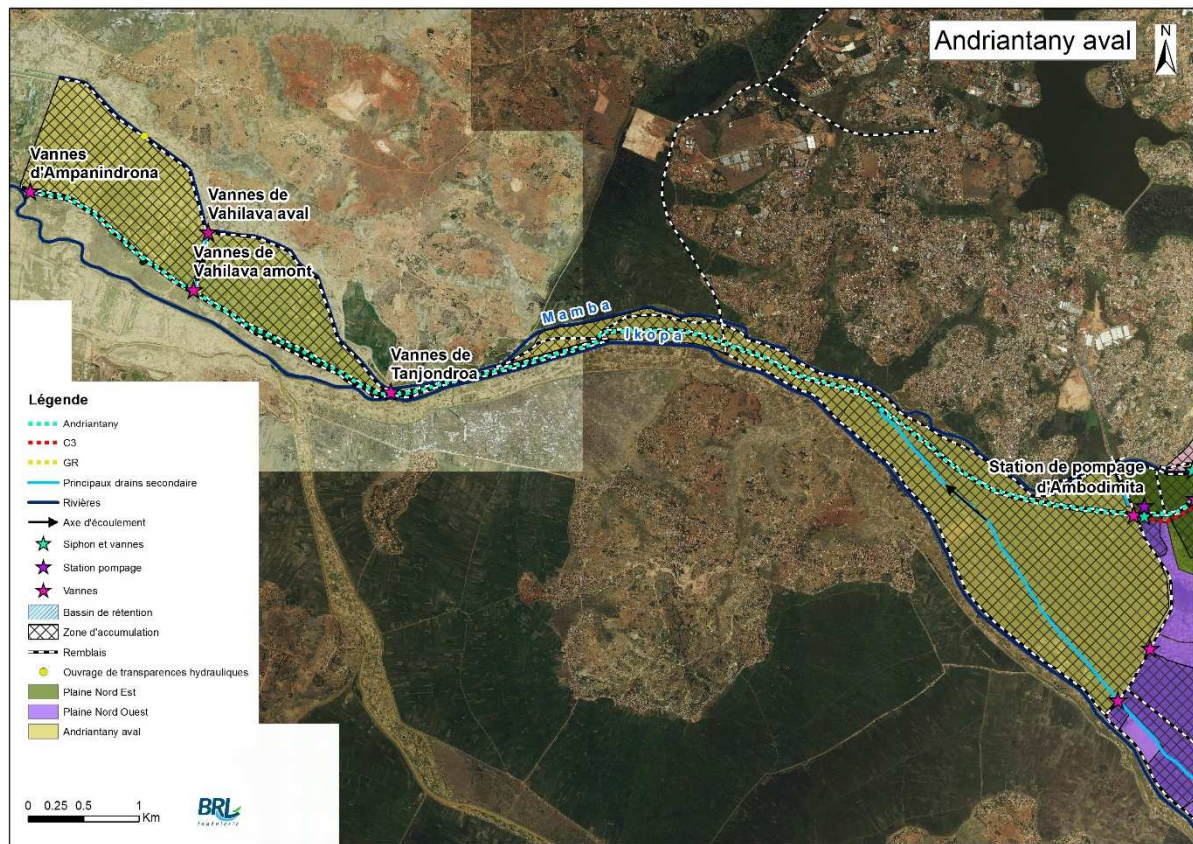 Andriantany aval
N
Vannes
d'Ampanindrona
Vannes de
Vahilava aval
Vannes de
Vahilava amont
Mamba
Ikopa
Vannes de
Tanjondroa
Station de pompage
d'Ambodimita
Légende
Andriantany
C3
GR
Principaux drains secondaire
Rivières
Axe d'écoulement
Siphon et vannes
Station pompage
Vannes
Bassin de rétention
Zone d'accumulation
Remblais
Ouvrage de transparences hydrauliques
Plaine Nord Est
Plaine Nord Ouest
Andriantany aval
0 0.25 0.5 1
Km
BRL
Ingénierie